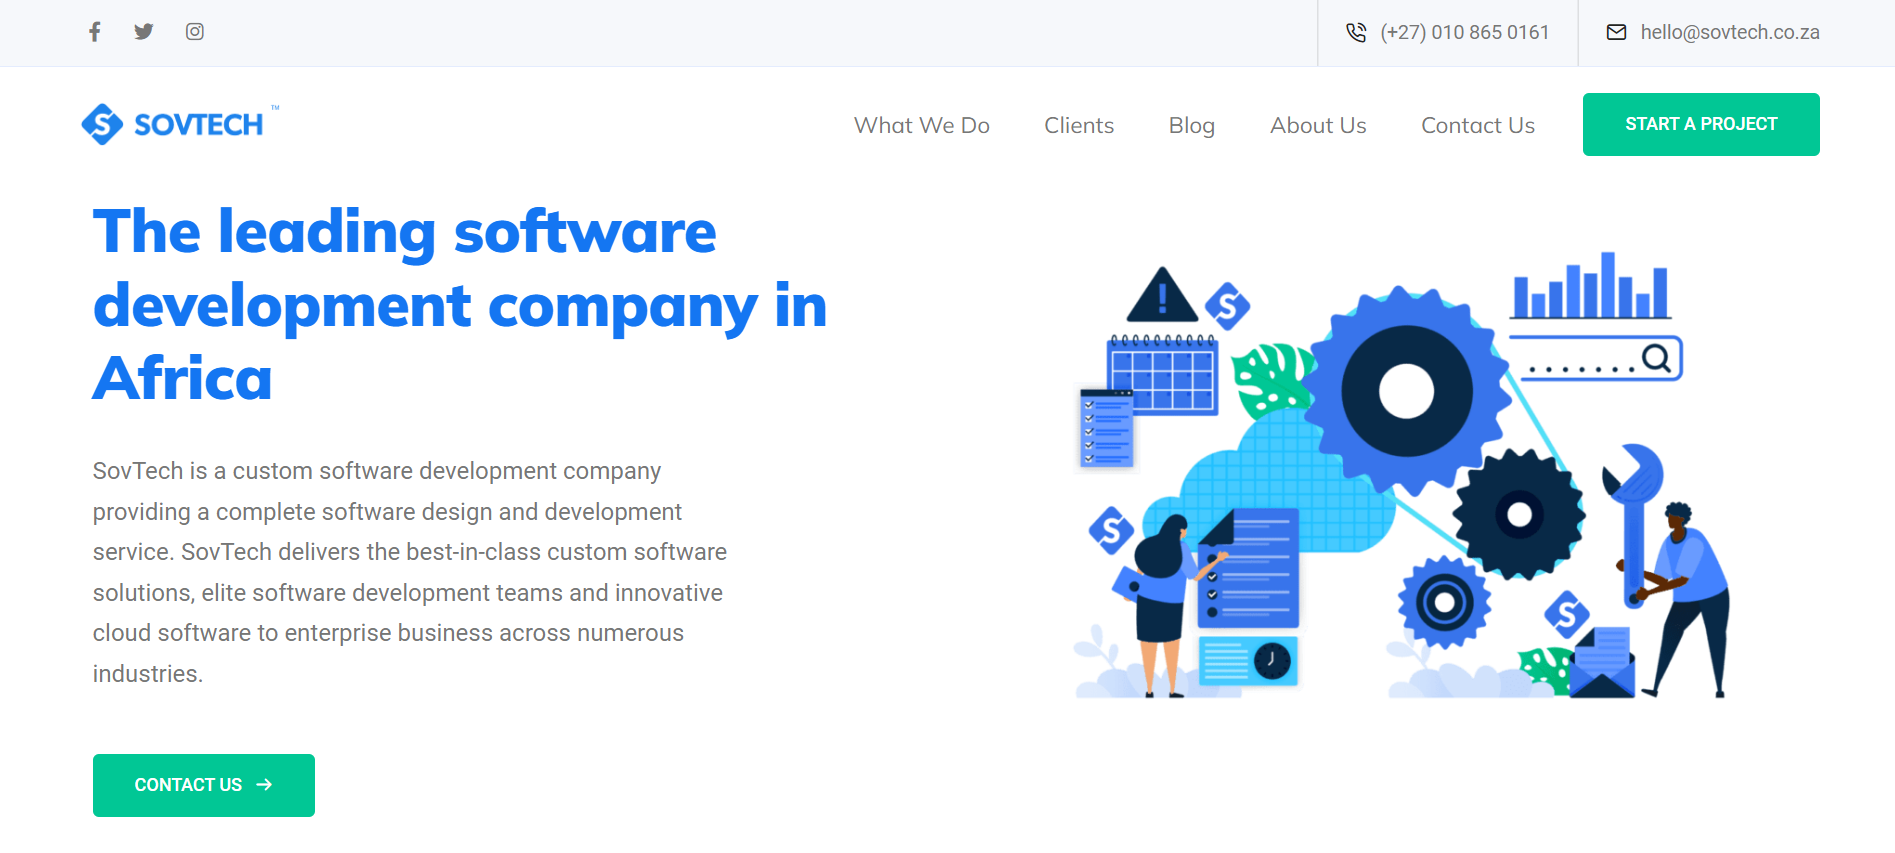 (+27) 010 865 0161
hello@sovtech.co.za
SOVTECH ™
What We Do
Clients
Blog
About Us
Contact Us
START A PROJECT
The leading software
development company in
Africa
SovTech is a custom software development company
providing a complete software design and development
service. SovTech delivers the best-in-class custom software
solutions, elite software development teams and innovative
cloud software to enterprise business across numerous
industries.
CONTACT US